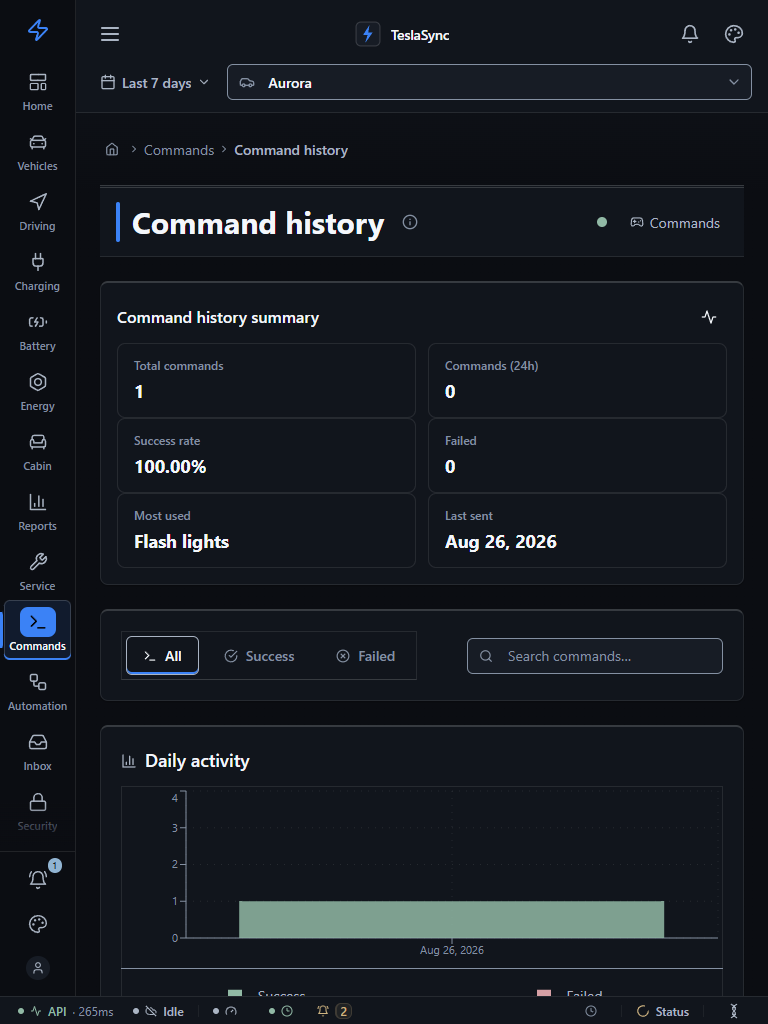 TeslaSync
Last 7 days
Aurora
Home
Vehicles
Driving
Charging
Battery
Energy
Cabin
Reports
Service
Commands
Automation
Inbox
Security
1
Commands > Command history
Command history
Commands
Command history summary
Total commands
1
Commands (24h)
0
Success rate
100.00%
Failed
0
Most used
Flash lights
Last sent
Aug 26, 2026
All
Success
Failed
Search commands...
Daily activity
4
3
2
1
0
Aug 26, 2026
Success
Failed
API · 265ms
Idle
2
Status